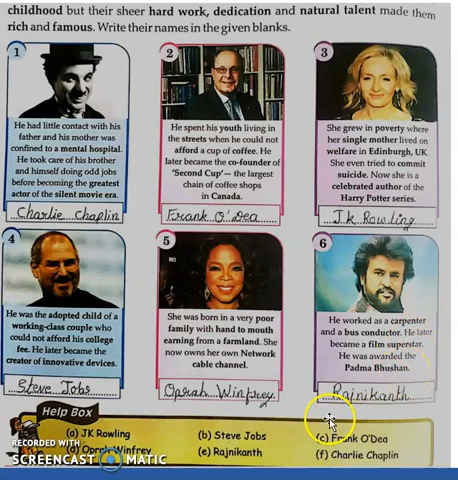 childhood but their sheer hard work, dedication and natural talent made them
rich and famous. Write their names in the given blanks.
1
He had little contact with his
father and his mother was
confined to a mental hospital.
He took care of his brother
and himself doing odd jobs
before becoming the greatest
actor of the silent movie era.
Charlie Chaplin
2
He spent his youth living in
the streets when he could not
afford a cup of coffee. He
later became the co-founder of
'Second Cup'— the largest
chain of coffee shops
in Canada.
Frank O'Dea
3
She grew in poverty where
her single mother lived on
welfare in Edinburgh, UK.
She even tried to commit
suicide. Now she is a
celebrated author of the
Harry Potter series.
J.k Rowling
4
He was the adopted child of a
working-class couple who
could not afford his college
fee. He later became the
creator of innovative devices.
Steve Jobs
5
She was born in a very poor
family with hand to mouth
earning from a farmland. She
now owns her own Network
cable channel.
Oprah Winfrey
6
He worked as a carpenter
and a bus conductor. He later
became a film superstar.
He was awarded the
Padma Bhushan.
Rajnikanth
Help Box
(a) JK Rowling (b) Steve Jobs (c) Frank O'Dea
(d) Oprah Winfrey (e) Rajnikanth (f) Charlie Chaplin
RECORDED WITH
SCREENCAST MATIC